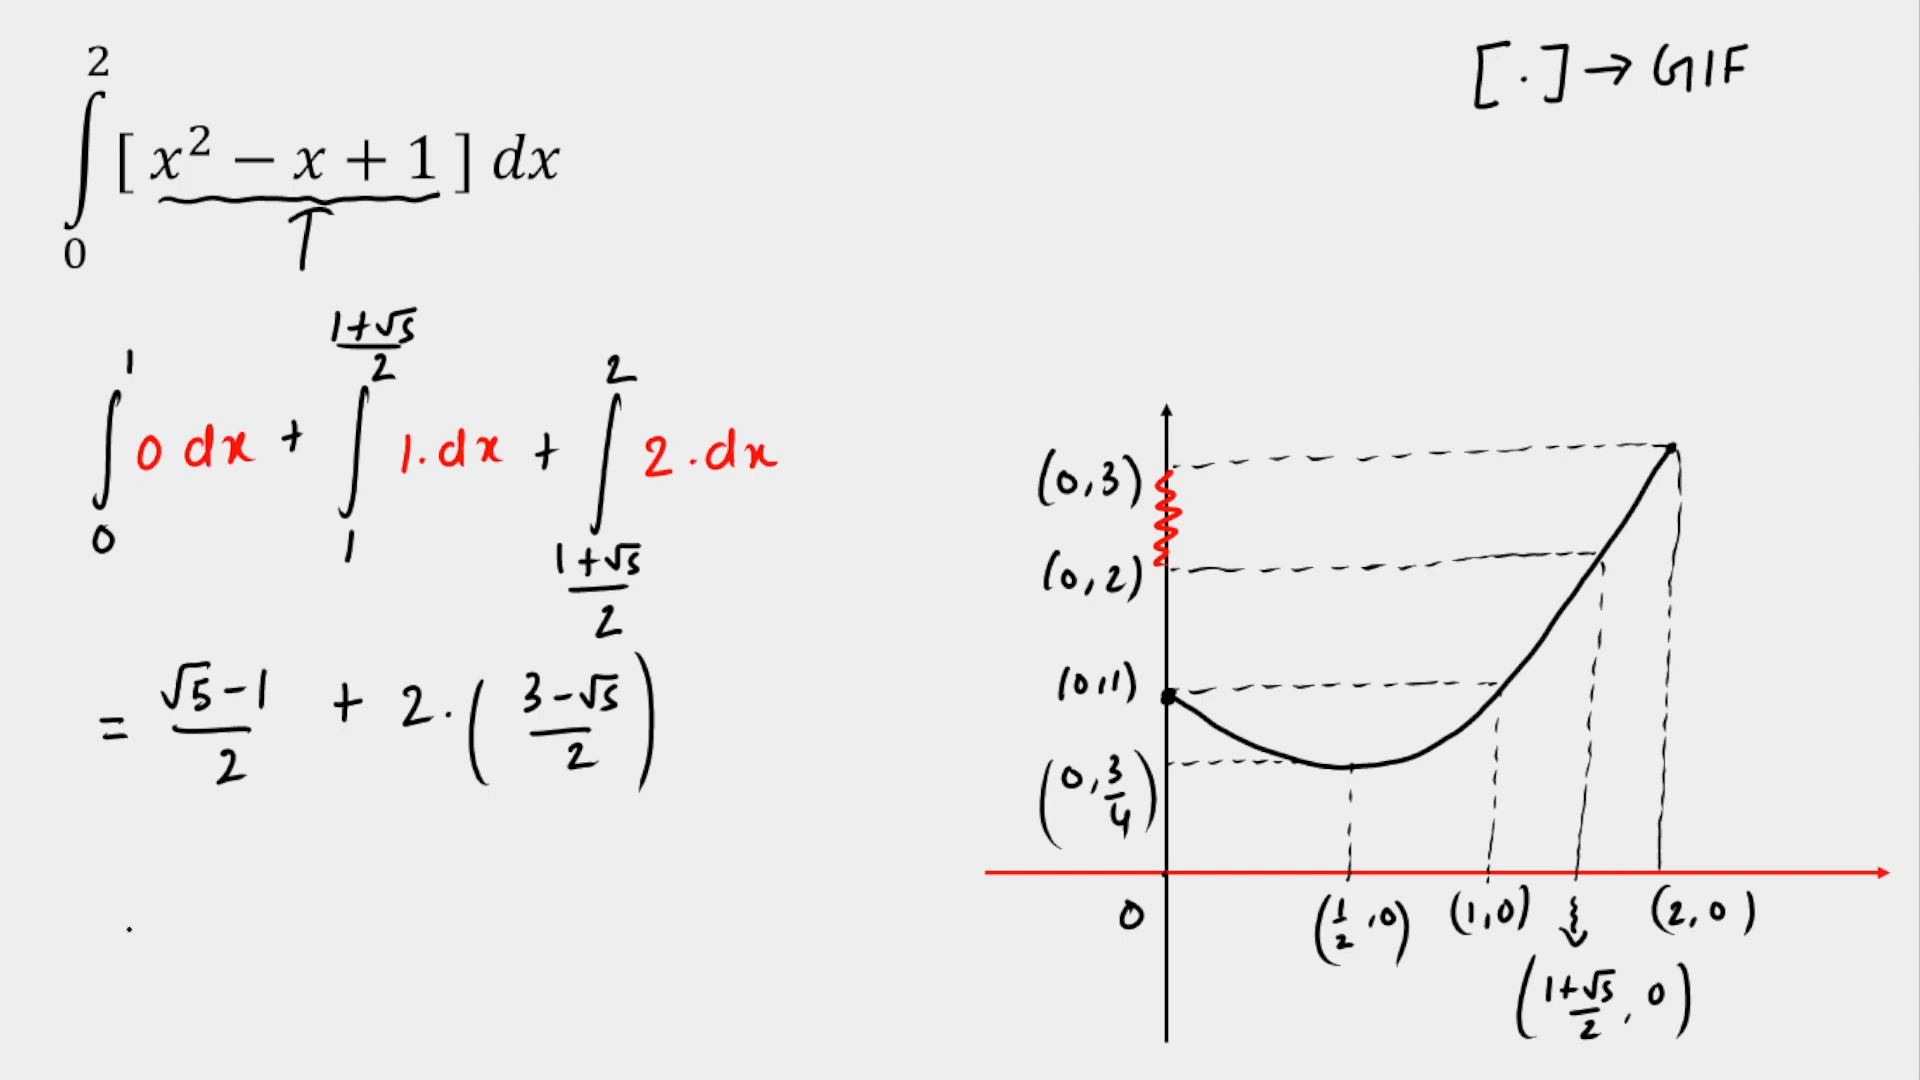 ∫₀² [ x² − x + 1 ] dx
T
[·] → GIF
∫₀¹ 0 dx + ∫₁^((1+√5)/2) 1.dx + ∫_((1+√5)/2)^2 2.dx
= (√5−1)/2 + 2.((3−√5)/2)
(0,3)
(0,2)
(0,1)
(0,3/4)
0 (1/2,0) (1,0) (2,0)
((1+√5)/2, 0)